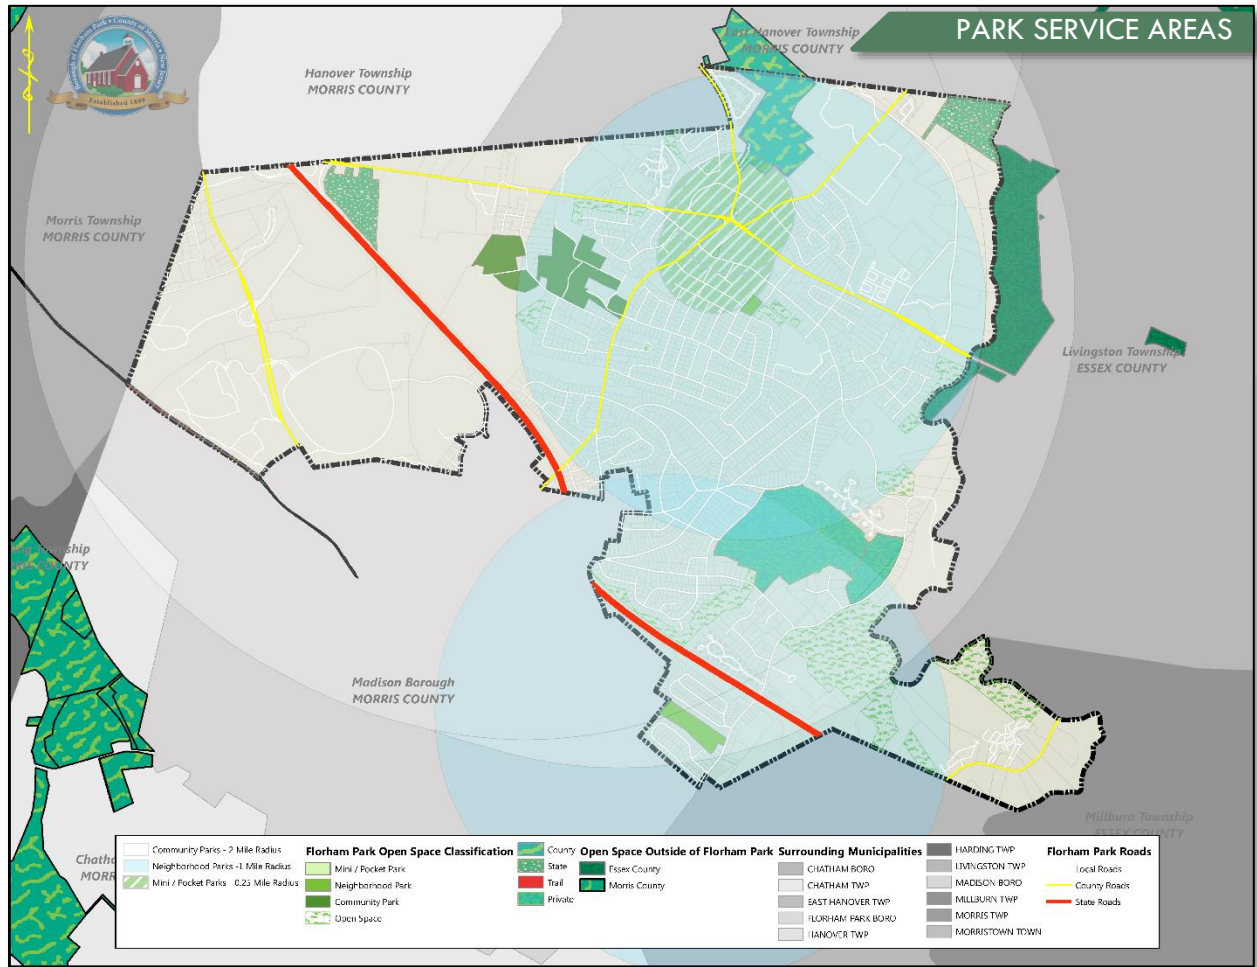 PARK SERVICE AREAS
East Hanover Township
MORRIS COUNTY
Borough of Florham Park • County of Morris • New Jersey
Established 1899
Hanover Township
MORRIS COUNTY
Morris Township
MORRIS COUNTY
Livingston Township
ESSEX COUNTY
Township
COUNTY
Madison Borough
MORRIS COUNTY
Millburn Township
ESSEX COUNTY
Community Parks - 2 Mile Radius
Neighborhood Parks -1 Mile Radius
Mini / Pocket Parks 0.25 Mile Radius
Florham Park Open Space Classification
Mini / Pocket Park
Neighborhood Park
Community Park
Open Space
County
State
Trail
Private
Open Space Outside of Florham Park
Essex County
Morris County
Surrounding Municipalities
CHATHAM BORO
CHATHAM TWP
EAST HANOVER TWP
FLORHAM PARK BORO
HANOVER TWP
HARDING TWP
LIVINGSTON TWP
MADISON BORO
MILLBURN TWP
MORRIS TWP
MORRISTOWN TOWN
Florham Park Roads
Local Roads
County Roads
State Roads